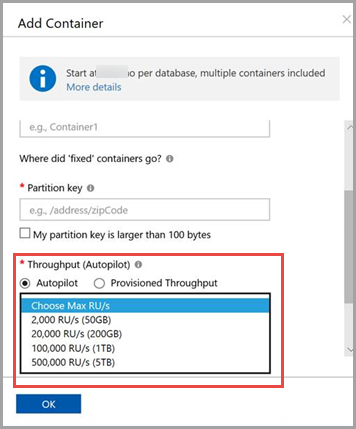 Add Container
Start at no per database, multiple containers included
More details
e.g., Container1
Where did 'fixed' containers go?
* Partition key
e.g., /address/zipCode
My partition key is larger than 100 bytes
* Throughput (Autopilot)
Autopilot Provisioned Throughput
Choose Max RU/s
2,000 RU/s (50GB)
20,000 RU/s (200GB)
100,000 RU/s (1TB)
500,000 RU/s (5TB)
OK